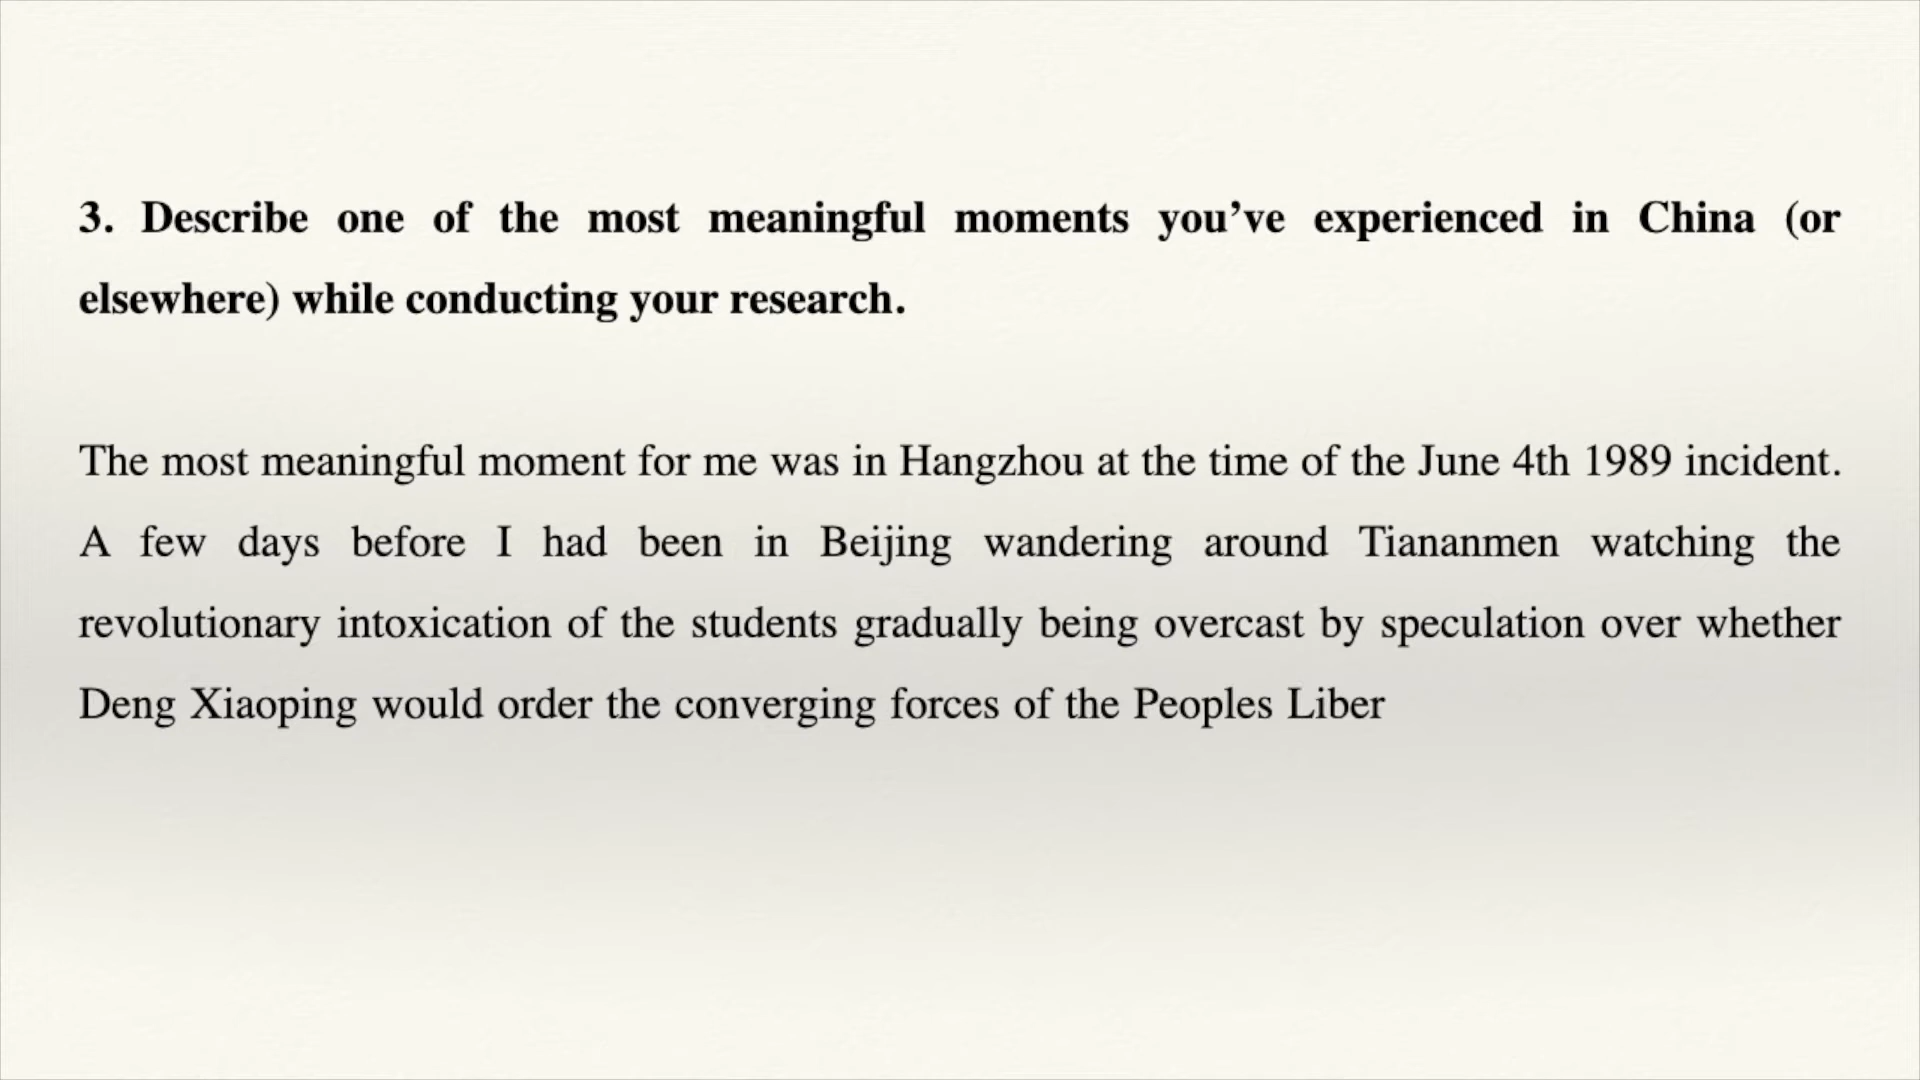 3. Describe one of the most meaningful moments you’ve experienced in China (or
elsewhere) while conducting your research.
The most meaningful moment for me was in Hangzhou at the time of the June 4th 1989 incident.
A few days before I had been in Beijing wandering around Tiananmen watching the
revolutionary intoxication of the students gradually being overcast by speculation over whether
Deng Xiaoping would order the converging forces of the Peoples Liber